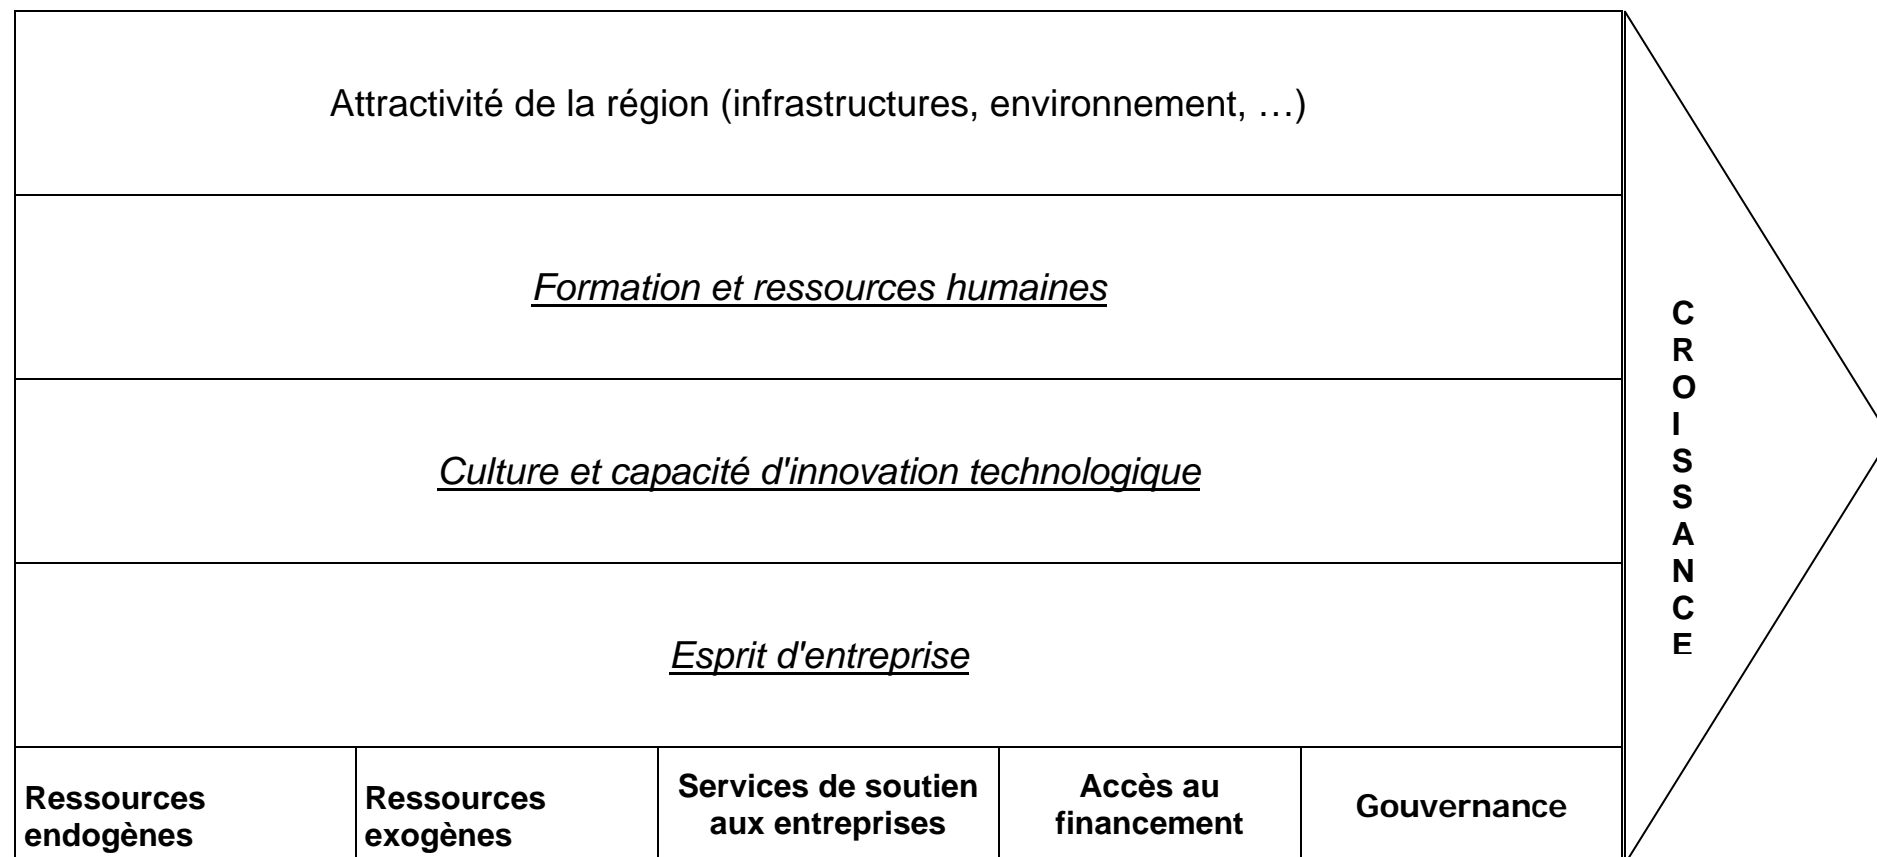 Attractivité de la région (infrastructures, environnement, …)
Formation et ressources humaines
Culture et capacité d'innovation technologique
Esprit d'entreprise
Ressources
endogènes
Ressources
exogènes
Services de soutien
aux entreprises
Accès au
financement
Gouvernance
C
R
O
I
S
S
A
N
C
E